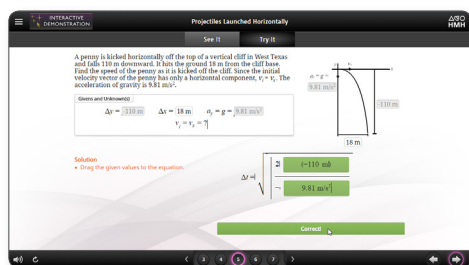 INTERACTIVE
DEMONSTRATION
Projectiles Launched Horizontally
HMH
See It
Try It
A penny is kicked horizontally off the top of a vertical cliff in West Texas
and falls 110 m downward. It hits the ground 18 m from the cliff base.
Find the speed of the penny as it is kicked off the cliff. Since the initial
velocity vector of the penny has only a horizontal component, vᵢ = vₓ. The
acceleration of gravity is 9.81 m/s².
Givens and Unknown(s)
Δy = -110 m Δx = 18 m aᵧ = g = 9.81 m/s²
vᵢ = vₓ = ?
aᵧ = g =
9.81 m/s²
-110 m
18 m
Solution
• Drag the given values to the equation.
Δt =
(−110 m)
9.81 m/s²
Correct!
3 4 5 6 7